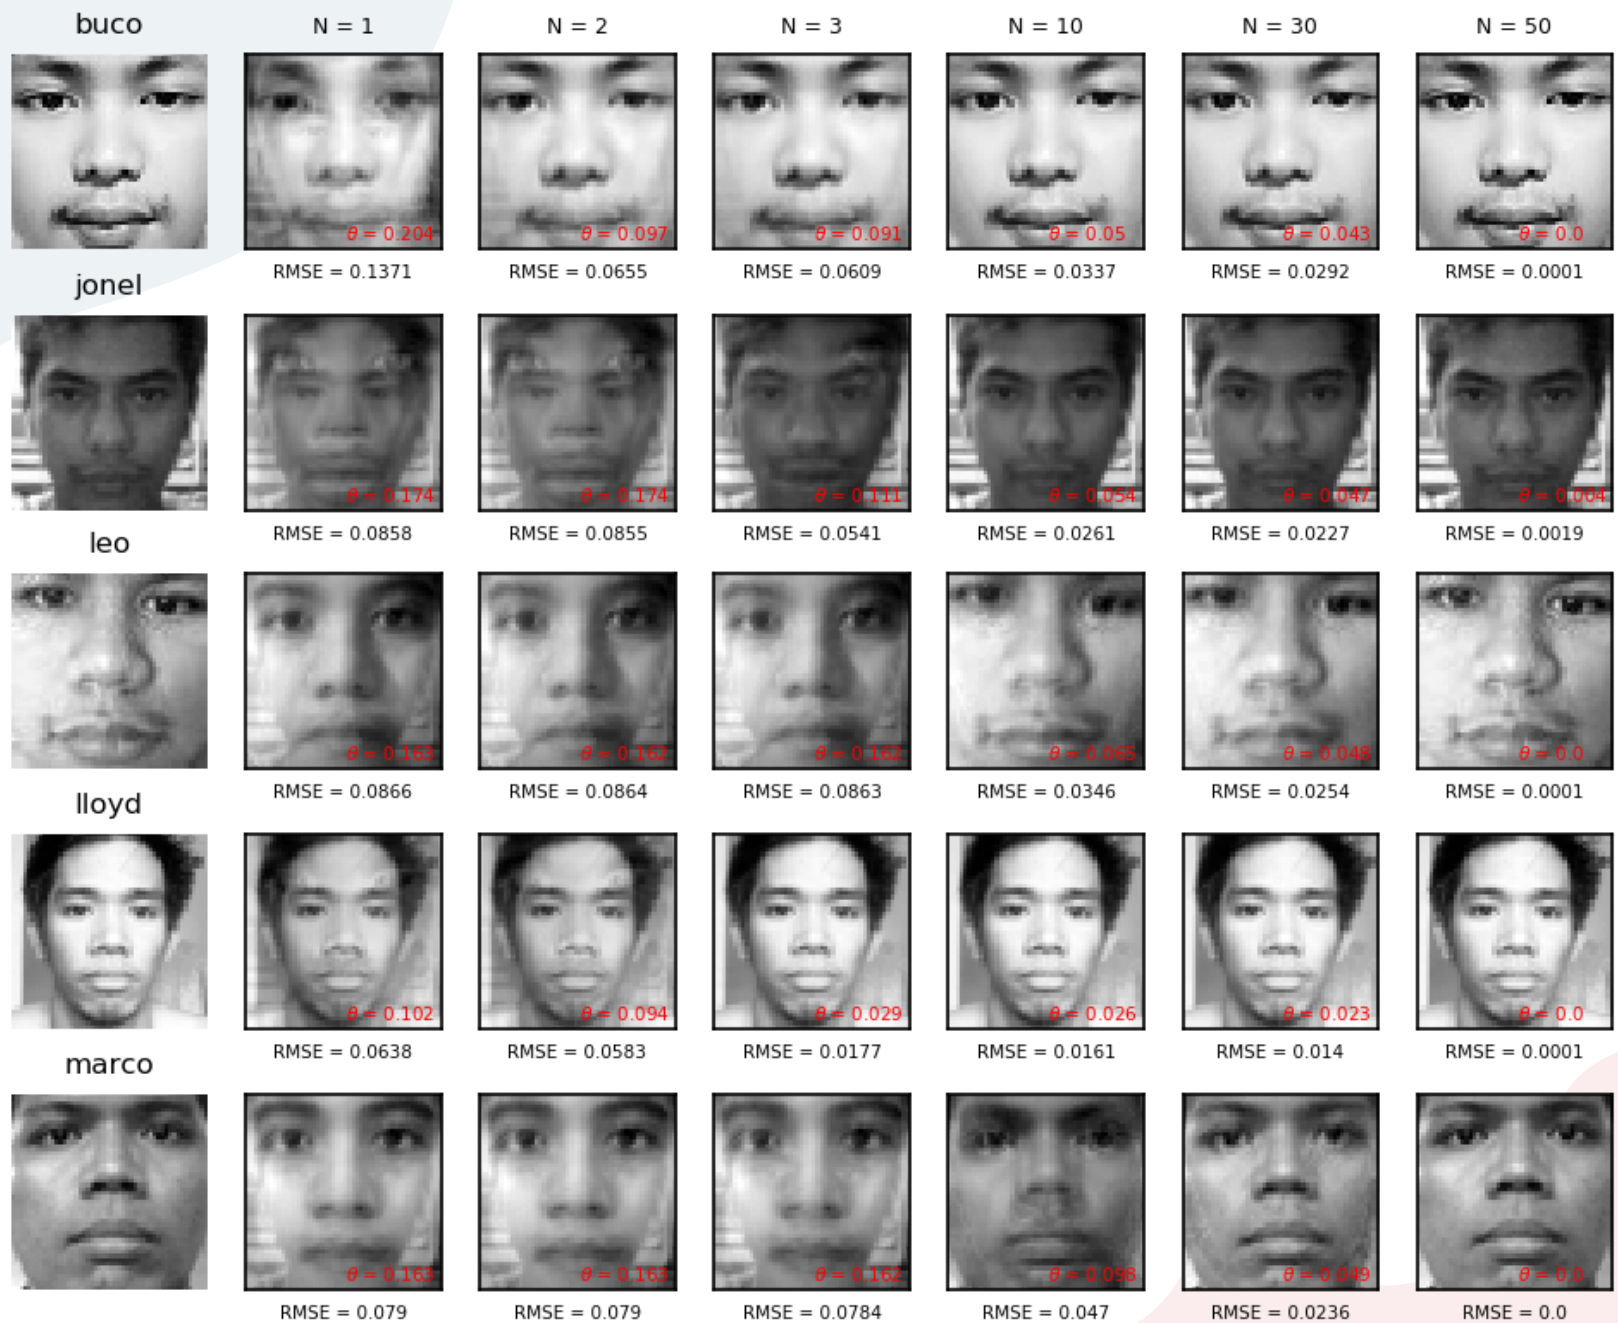 buco N = 1 N = 2 N = 3 N = 10 N = 30 N = 50
θ = 0.204 θ = 0.097 θ = 0.091 θ = 0.05 θ = 0.043 θ = 0.0
RMSE = 0.1371 RMSE = 0.0655 RMSE = 0.0609 RMSE = 0.0337 RMSE = 0.0292 RMSE = 0.0001
jonel
θ = 0.174 θ = 0.174 θ = 0.111 θ = 0.054 θ = 0.047 θ = 0.004
RMSE = 0.0858 RMSE = 0.0855 RMSE = 0.0541 RMSE = 0.0261 RMSE = 0.0227 RMSE = 0.0019
leo
θ = 0.163 θ = 0.162 θ = 0.162 θ = 0.065 θ = 0.048 θ = 0.0
RMSE = 0.0866 RMSE = 0.0864 RMSE = 0.0863 RMSE = 0.0346 RMSE = 0.0254 RMSE = 0.0001
lloyd
θ = 0.102 θ = 0.094 θ = 0.029 θ = 0.026 θ = 0.023 θ = 0.0
RMSE = 0.0638 RMSE = 0.0583 RMSE = 0.0177 RMSE = 0.0161 RMSE = 0.014 RMSE = 0.0001
marco
θ = 0.163 θ = 0.163 θ = 0.162 θ = 0.098 θ = 0.049 θ = 0.0
RMSE = 0.079 RMSE = 0.079 RMSE = 0.0784 RMSE = 0.047 RMSE = 0.0236 RMSE = 0.0